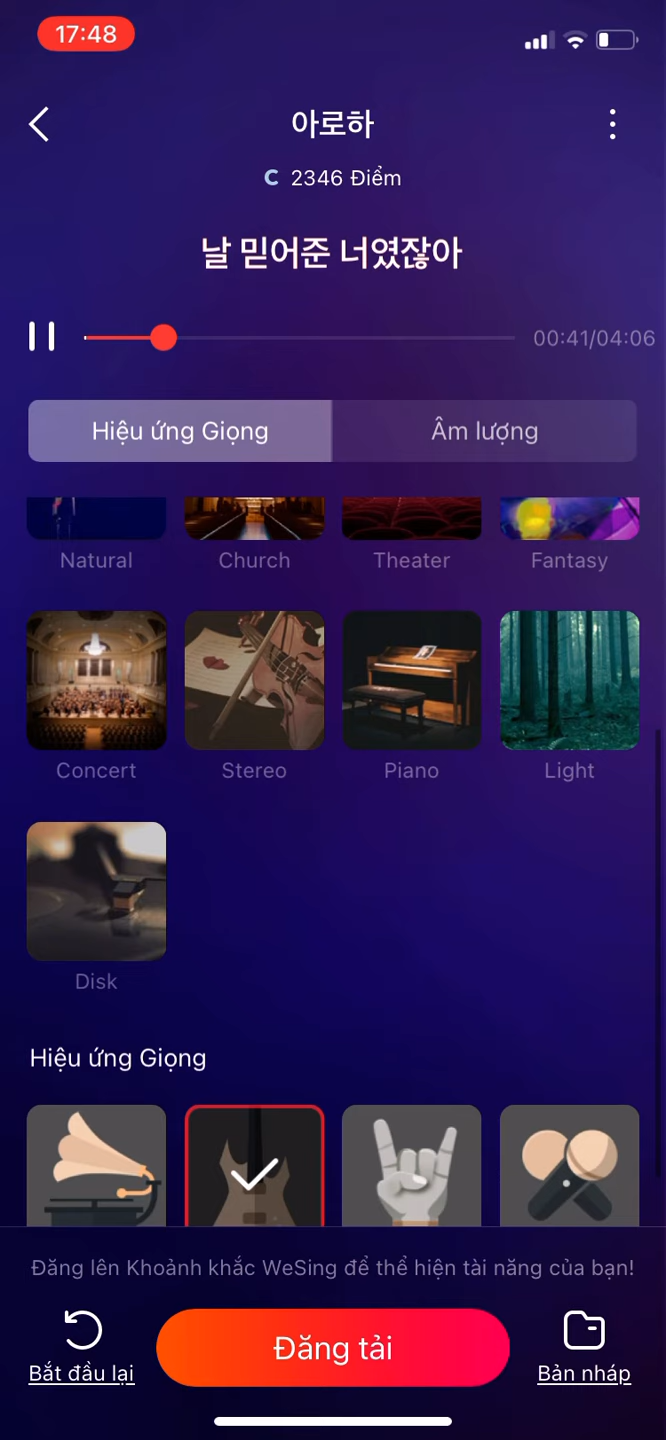 17:48
아로하
C 2346 Điểm
날 믿어준 너였잖아
00:41/04:06
Hiệu ứng Giọng
Âm lượng
Natural
Church
Theater
Fantasy
Concert
Stereo
Piano
Light
Disk
Hiệu ứng Giọng
Đăng lên Khoảnh khắc WeSing để thể hiện tài năng của bạn!
Bắt đầu lại
Đăng tải
Bản nháp